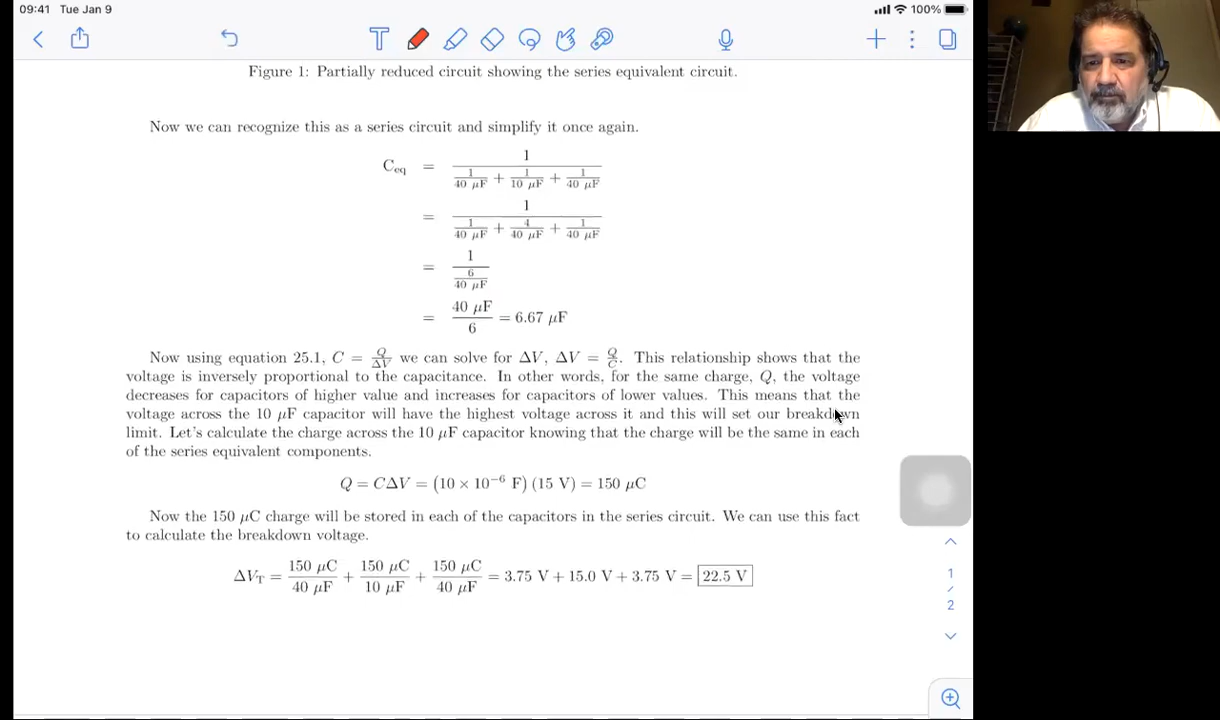 09:41 Tue Jan 9
100%
T
Figure 1: Partially reduced circuit showing the series equivalent circuit.
Now we can recognize this as a series circuit and simplify it once again.
C_eq = 1 / (1/(40 μF) + 1/(10 μF) + 1/(40 μF))
= 1 / (1/(40 μF) + 4/(40 μF) + 1/(40 μF))
= 1 / (6/(40 μF))
= 40 μF / 6 = 6.67 μF
Now using equation 25.1, C = Q/ΔV we can solve for ΔV, ΔV = Q/C. This relationship shows that the
voltage is inversely proportional to the capacitance. In other words, for the same charge, Q, the voltage
decreases for capacitors of higher value and increases for capacitors of lower values. This means that the
voltage across the 10 μF capacitor will have the highest voltage across it and this will set our breakdown
limit. Let's calculate the charge across the 10 μF capacitor knowing that the charge will be the same in each
of the series equivalent components.
Q = CΔV = (10 × 10⁻⁶ F) (15 V) = 150 μC
Now the 150 μC charge will be stored in each of the capacitors in the series circuit. We can use this fact
to calculate the breakdown voltage.
ΔV_T = 150 μC / 40 μF + 150 μC / 10 μF + 150 μC / 40 μF = 3.75 V + 15.0 V + 3.75 V = 22.5 V
1
/
2